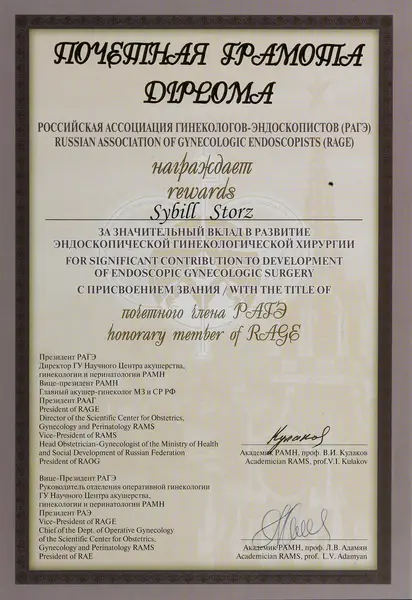 ПОЧЕТНАЯ ГРАМОТА
DIPLOMA
РОССИЙСКАЯ АССОЦИАЦИЯ ГИНЕКОЛОГОВ-ЭНДОСКОПИСТОВ (РАГЭ)
RUSSIAN ASSOCIATION OF GYNECOLOGIC ENDOSCOPISTS (RAGE)
награждает
rewards
Sybill Storz
ЗА ЗНАЧИТЕЛЬНЫЙ ВКЛАД В РАЗВИТИЕ
ЭНДОСКОПИЧЕСКОЙ ГИНЕКОЛОГИЧЕСКОЙ ХИРУРГИИ
FOR SIGNIFICANT CONTRIBUTION TO DEVELOPMENT
OF ENDOSCOPIC GYNECOLOGIC SURGERY
С ПРИСВОЕНИЕМ ЗВАНИЯ / WITH THE TITLE OF
почетного члена РАГЭ
honorary member of RAGE
Президент РАГЭ
Директор ГУ Научного Центра акушерства,
гинекологии и перинатологии РАМН
Вице-президент РАМН
Главный акушер-гинеколог МЗ и СР РФ
Президент РААГ
President of RAGE
Director of the Scientific Center for Obstetrics,
Gynecology and Perinatology RAMS
Vice-President of RAMS
Head Obstetrician-Gynecologist of the Ministry of Health
and Social Development of Russian Federation
President of RAOG
Кулаков
Академик РАМН, проф. В.И. Кулаков
Academician RAMS, prof.V.I. Kulakov
Вице-Президент РАГЭ
Руководитель отделения оперативной гинекологии
ГУ Научного Центра акушерства,
гинекологии и перинатологии РАМН
Президент РАЭ
Vice-President of RAGE
Chief of the Dept. of Operative Gynecology
of the Scientific Center for Obstetrics,
Gynecology and Perinatology RAMS
President of RAE
Академик РАМН, проф. Л.В. Адамян
Academician RAMS, prof. L.V. Adamyan